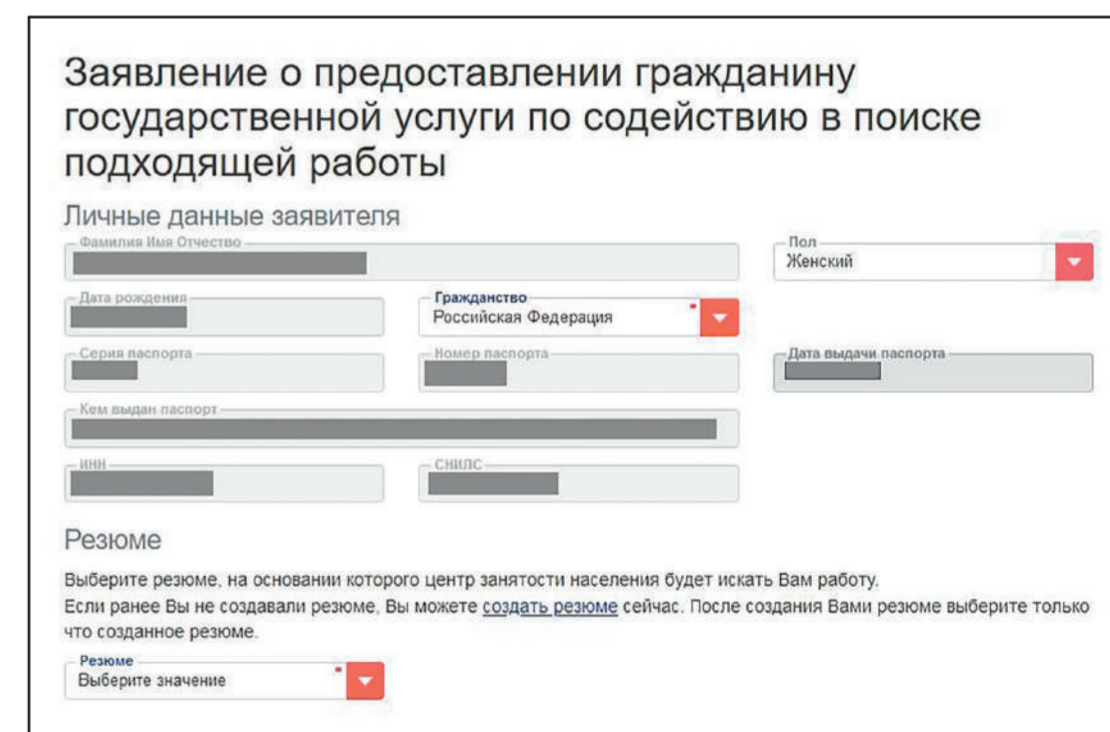 Заявление о предоставлении гражданину
государственной услуги по содействию в поиске
подходящей работы
Личные данные заявителя
Фамилия Имя Отчество
Пол
Женский
Дата рождения
Гражданство
Российская Федерация
Серия паспорта
Номер паспорта
Дата выдачи паспорта
Кем выдан паспорт
ИНН
СНИЛС
Резюме
Выберите резюме, на основании которого центр занятости населения будет искать Вам работу.
Если ранее Вы не создавали резюме, Вы можете создать резюме сейчас. После создания Вами резюме выберите только
что созданное резюме.
Резюме
Выберите значение